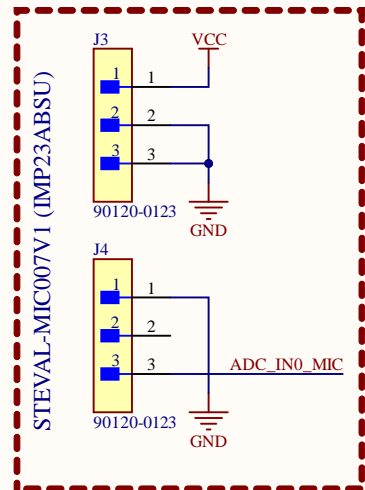 STEVAL-MIC007V1 (IMP23ABSU)
J3
VCC
1 1
2 2
3 3
90120-0123
GND
J4
1 1
2 2
3 3
ADC_IN0_MIC
90120-0123
GND